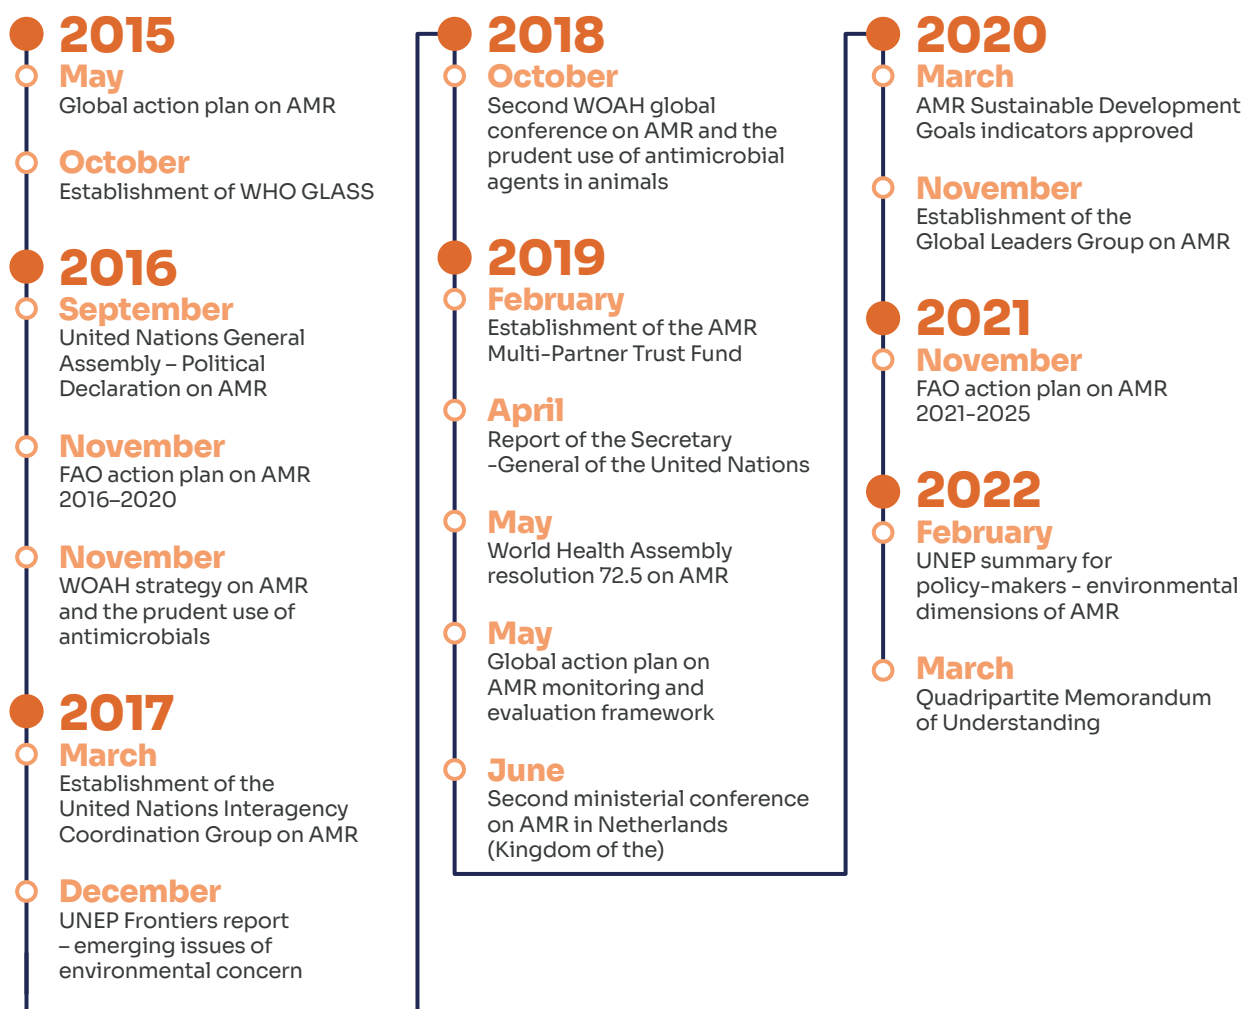 2015
May
Global action plan on AMR
October
Establishment of WHO GLASS
2016
September
United Nations General
Assembly – Political
Declaration on AMR
November
FAO action plan on AMR
2016–2020
November
WOAH strategy on AMR
and the prudent use of
antimicrobials
2017
March
Establishment of the
United Nations Interagency
Coordination Group on AMR
December
UNEP Frontiers report
– emerging issues of
environmental concern
2018
October
Second WOAH global
conference on AMR and the
prudent use of antimicrobial
agents in animals
2019
February
Establishment of the AMR
Multi-Partner Trust Fund
April
Report of the Secretary
-General of the United Nations
May
World Health Assembly
resolution 72.5 on AMR
May
Global action plan on
AMR monitoring and
evaluation framework
June
Second ministerial conference
on AMR in Netherlands
(Kingdom of the)
2020
March
AMR Sustainable Development
Goals indicators approved
November
Establishment of the
Global Leaders Group on AMR
2021
November
FAO action plan on AMR
2021-2025
2022
February
UNEP summary for
policy-makers - environmental
dimensions of AMR
March
Quadripartite Memorandum
of Understanding